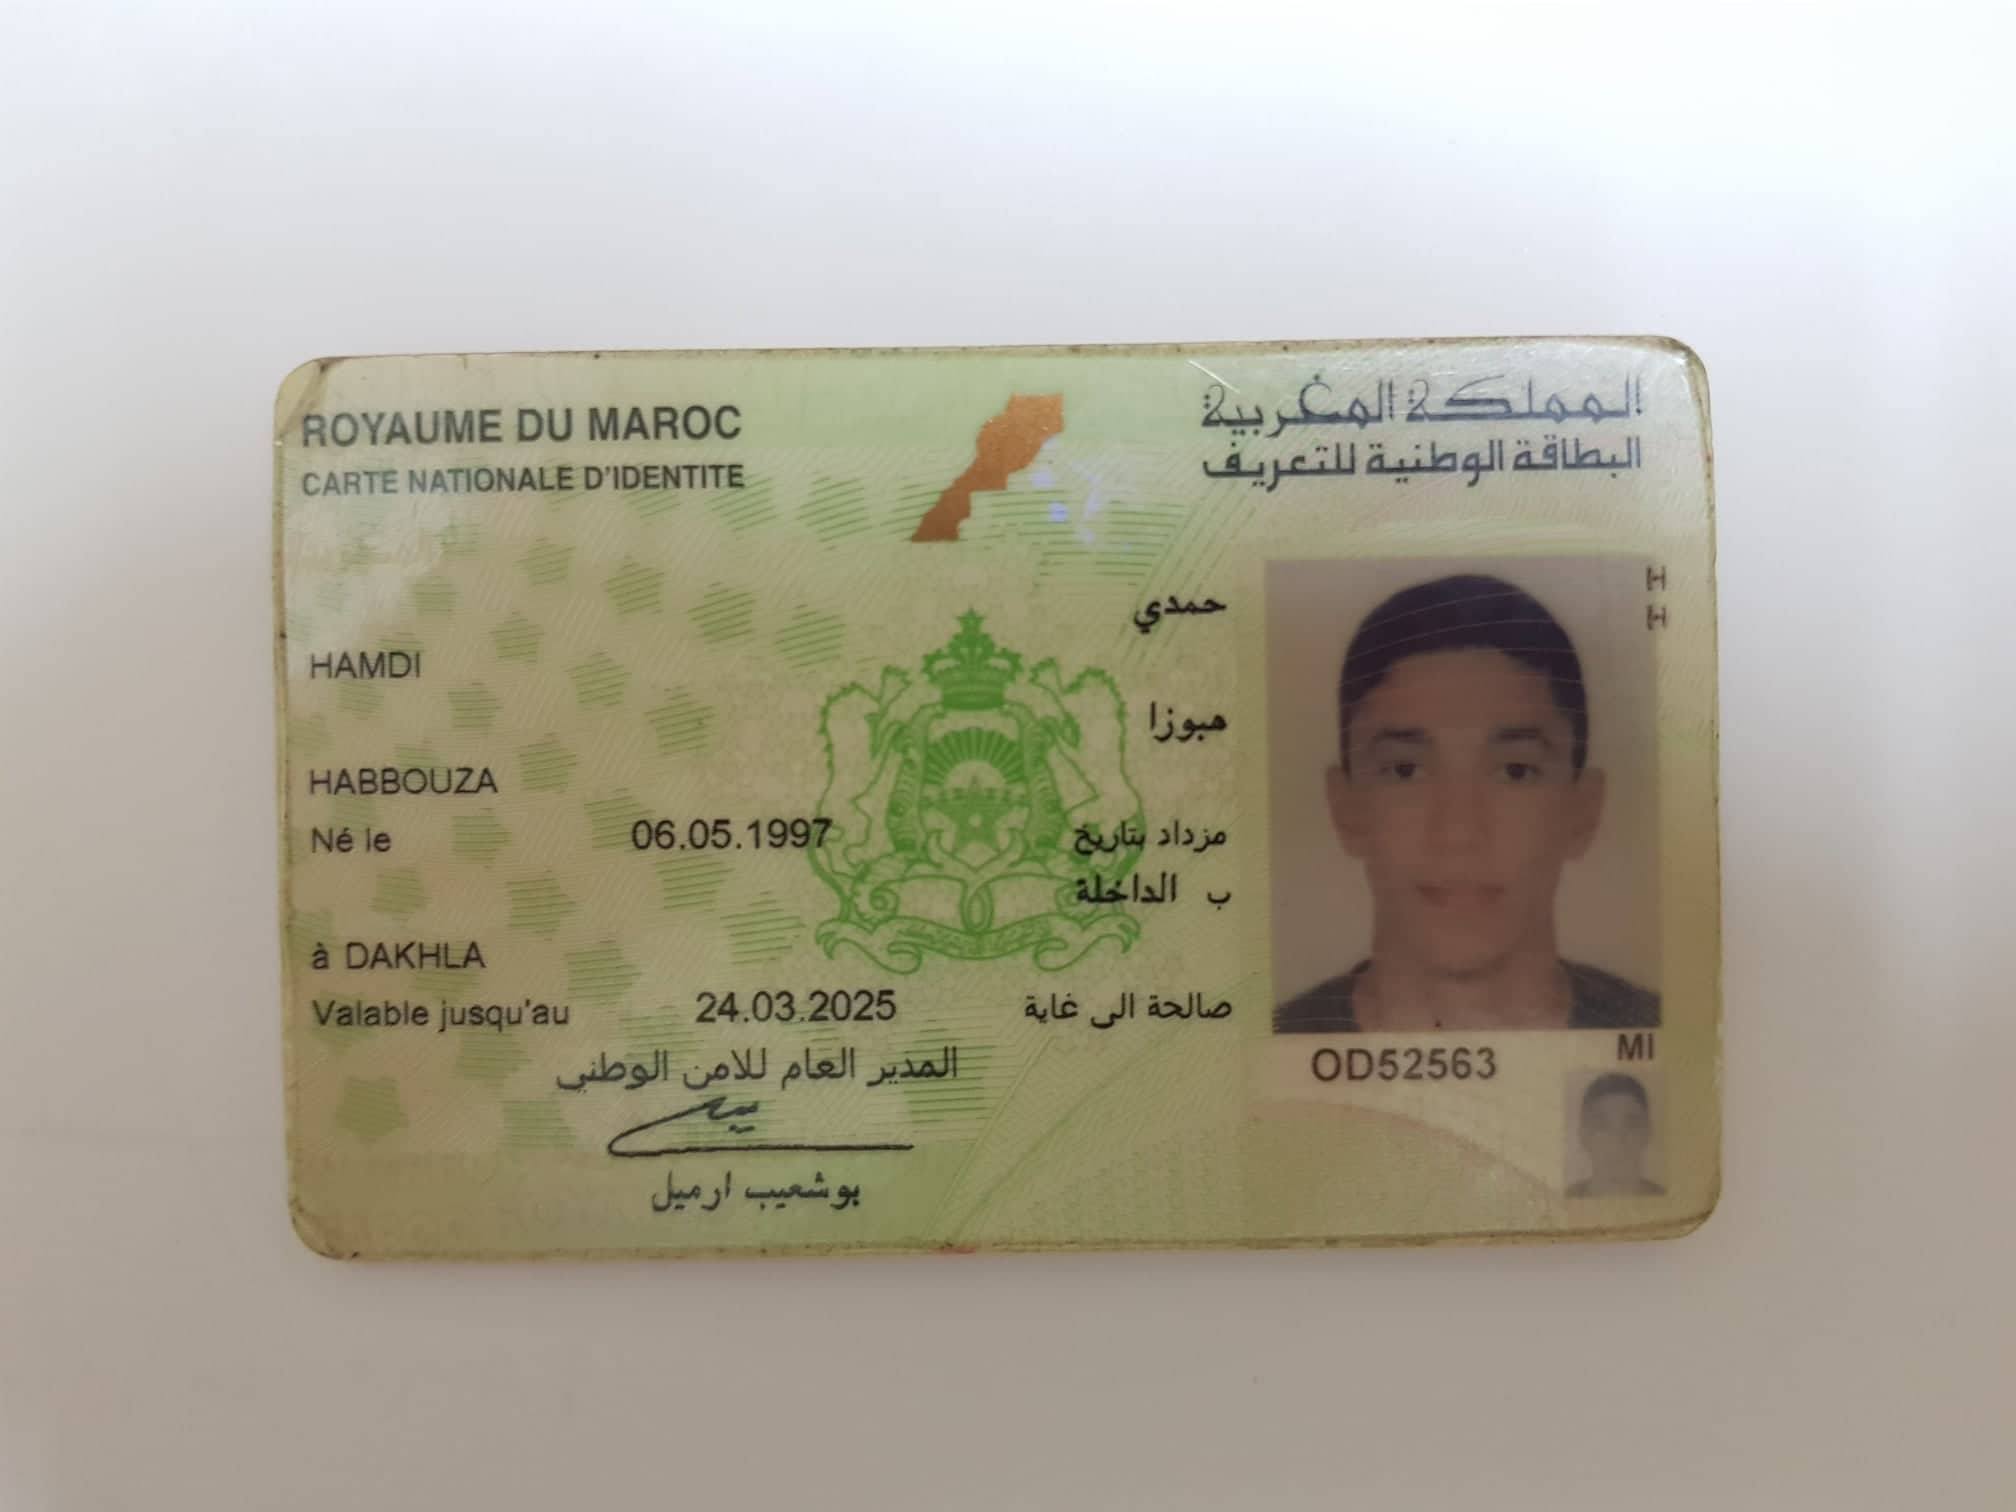 ROYAUME DU MAROC
المملكة المغربية
CARTE NATIONALE D'IDENTITE
البطاقة الوطنية للتعريف
حمدي
HAMDI
هبوزا
HABBOUZA
Né le 06.05.1997 مزداد بتاريخ
ب الداخلة
à DAKHLA
Valable jusqu'au 24.03.2025 صالحة الى غاية
المدير العام للامن الوطني
بوشعيب ارميل
H
H
OD52563
MI